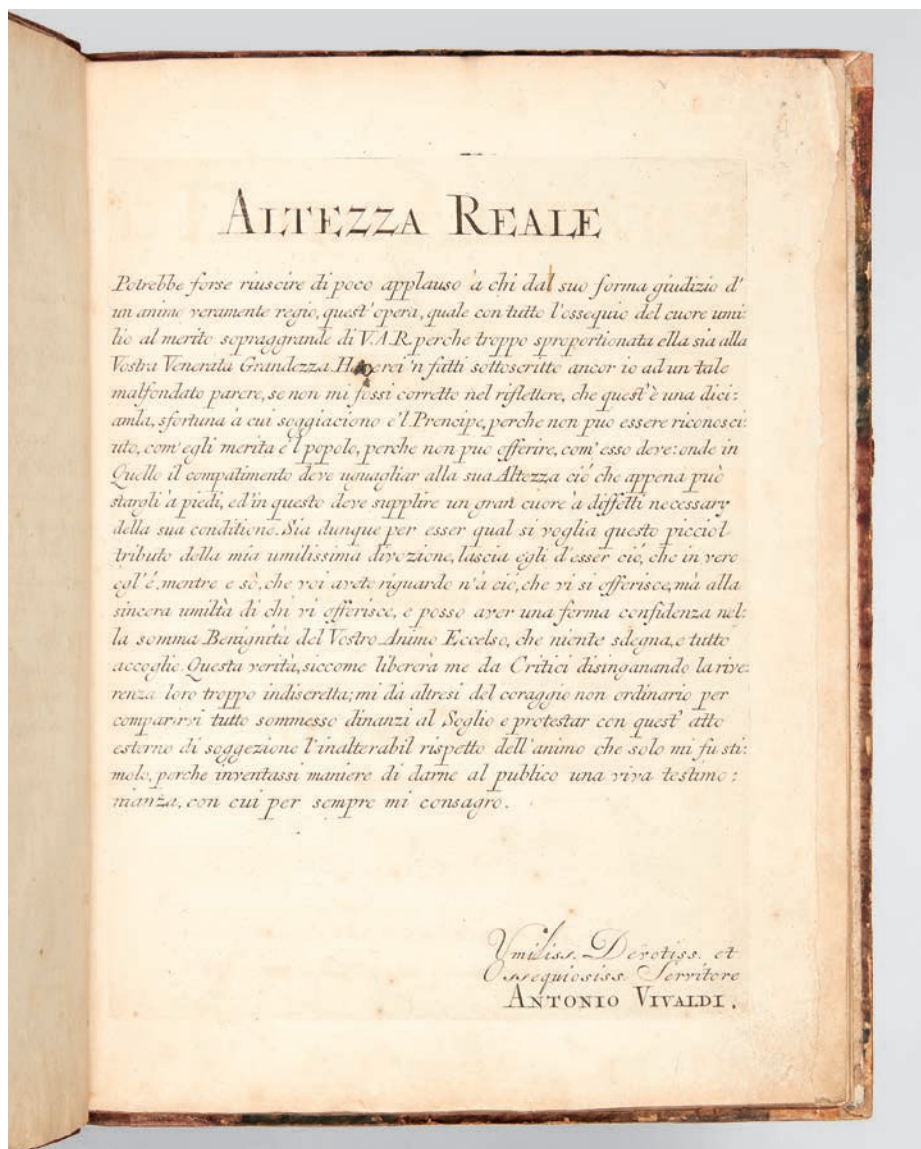 ALTEZZA REALE
Potrebbe forse riuscire di poco applauso à chi dal suo forma giudizio d'
un animo veramente regio, quest'opera, quale con tutto l'ossequio del cuore umi:
lio al merito sopraggrande di V.A.R. perche troppo sproportionata ella sia alla
Vostra Venerata Grandezza. Haverei 'n fatti sottoscritto ancor io ad un tale
malfondato parere, se non mi fossi corretto nel riflettere, che quest'è una dici:
amla, sfortuna à cui soggiaciono e'l Prencipe, perche non puo essere riconosci:
uto, com'egli merita e'l popolo, perche non puo offerire, com'esso deve: onde in
Quello il compatimento deve uguagliar alla sua Altezza ciò che appena può
staroli à piedi, ed'in questo deve supplire un gran cuore à diffetti necessary
della sua conditione. Sia dunque per esser qual si voglia questo picciol
tributo della mia umilissima divozione, lascia egli d'esser ciò, che in vero
egl'é, mentre e sò, che voi avete riguardo n'à ciò, che vi si offerisce, mà alla
sincera umiltà di chi vi offerisce, e posso aver una ferma confidenza nel:
la somma Benignità del Vostro Animo Eccelso, che niente sdegna, e tutto
accoglie. Questa verità, siccome libererà me da Critici disinganando la rive:
renza loro troppo indiscretta; mi dà altresi del coraggio non ordinario per
comparirvi tutto sommesso dinanzi al Soglio e protestar con quest'atto
esterno di soggezione l'inalterabil rispetto dell'animo che solo mi fu sti:
molo, perche inventassi maniere di darne al publico una viva testimo:
nianza, con cui per sempre mi consagro.
Umiliss. Devotiss. et
Ossequiosiss. Servitore
ANTONIO VIVALDI.